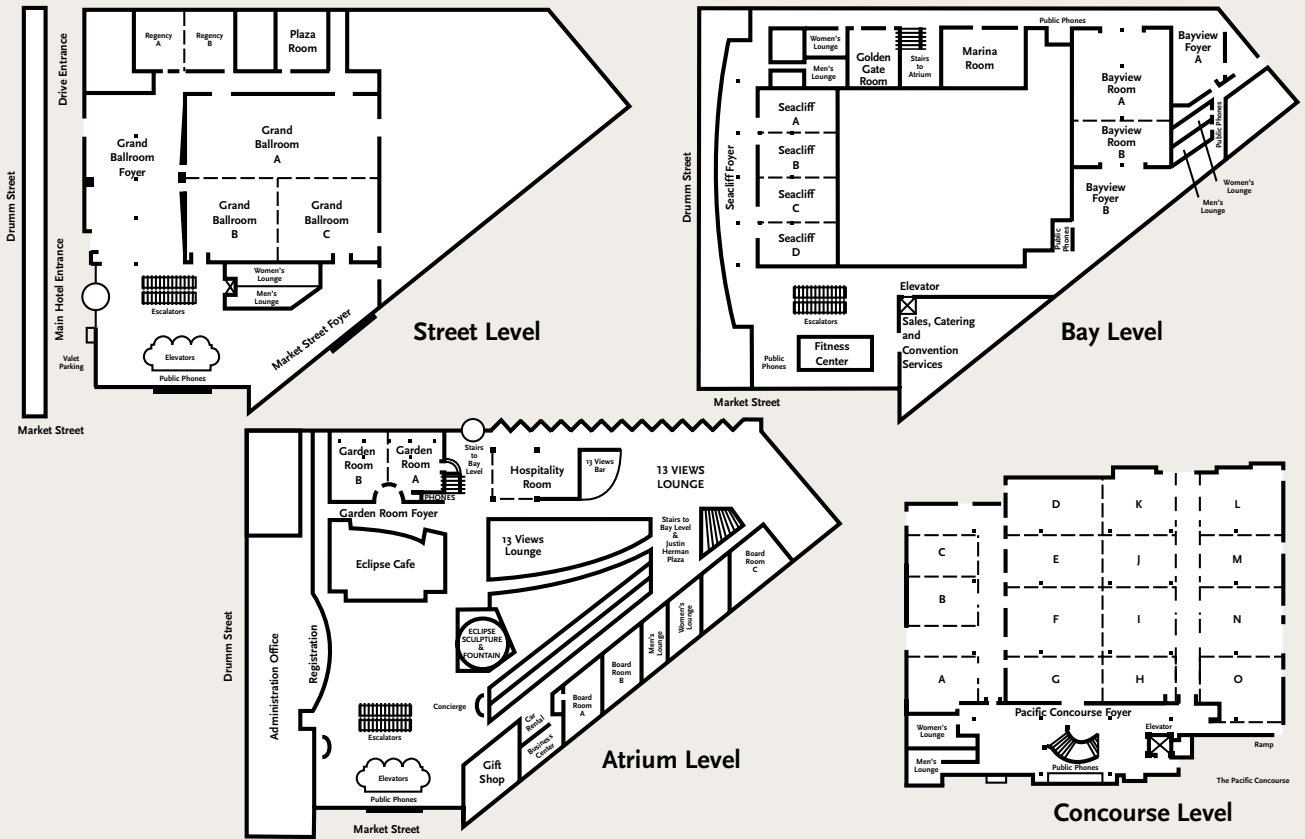 Drumm Street
Drive Entrance
Main Hotel Entrance
Regency
A
Regency
B
Plaza
Room
Grand
Ballroom
Foyer
Grand
Ballroom
A
Grand
Ballroom
B
Grand
Ballroom
C
Women's
Lounge
Men's
Lounge
Escalators
Elevators
Public Phones
Valet
Parking
Market Street Foyer
Market Street
Street Level
Drumm Street
Seacliff Foyer
Women's
Lounge
Men's
Lounge
Golden
Gate
Room
Stairs
to
Atrium
Marina
Room
Public Phones
Bayview
Foyer
A
Bayview
Room
A
Bayview
Room
B
Public Phones
Women's
Lounge
Men's
Lounge
Bayview
Foyer
B
Seacliff
A
Seacliff
B
Seacliff
C
Seacliff
D
Public
Phones
Escalators
Elevator
Sales, Catering
and
Convention
Services
Public
Phones
Fitness
Center
Market Street
Bay Level
Drumm Street
Administration Office
Registration
Garden
Room
B
Garden
Room
A
PHONES
Garden Room Foyer
Stairs
to
Bay
Level
Hospitality
Room
13 Views
Bar
13 VIEWS
LOUNGE
Eclipse Cafe
13 Views
Lounge
Stairs to
Bay Level
&
Justin
Herman
Plaza
Board
Room
C
Women's
Lounge
Men's
Lounge
Board
Room
B
Board
Room
A
ECLIPSE
SCULPTURE
&
FOUNTAIN
Concierge
Car
Rental
Business
Center
Gift
Shop
Escalators
Elevators
Public Phones
Market Street
Atrium Level
D
K
L
C
E
J
M
B
F
I
N
A
G
H
O
Pacific Concourse Foyer
Women's
Lounge
Men's
Lounge
Elevator
Public Phones
Ramp
The Pacific Concourse
Concourse Level